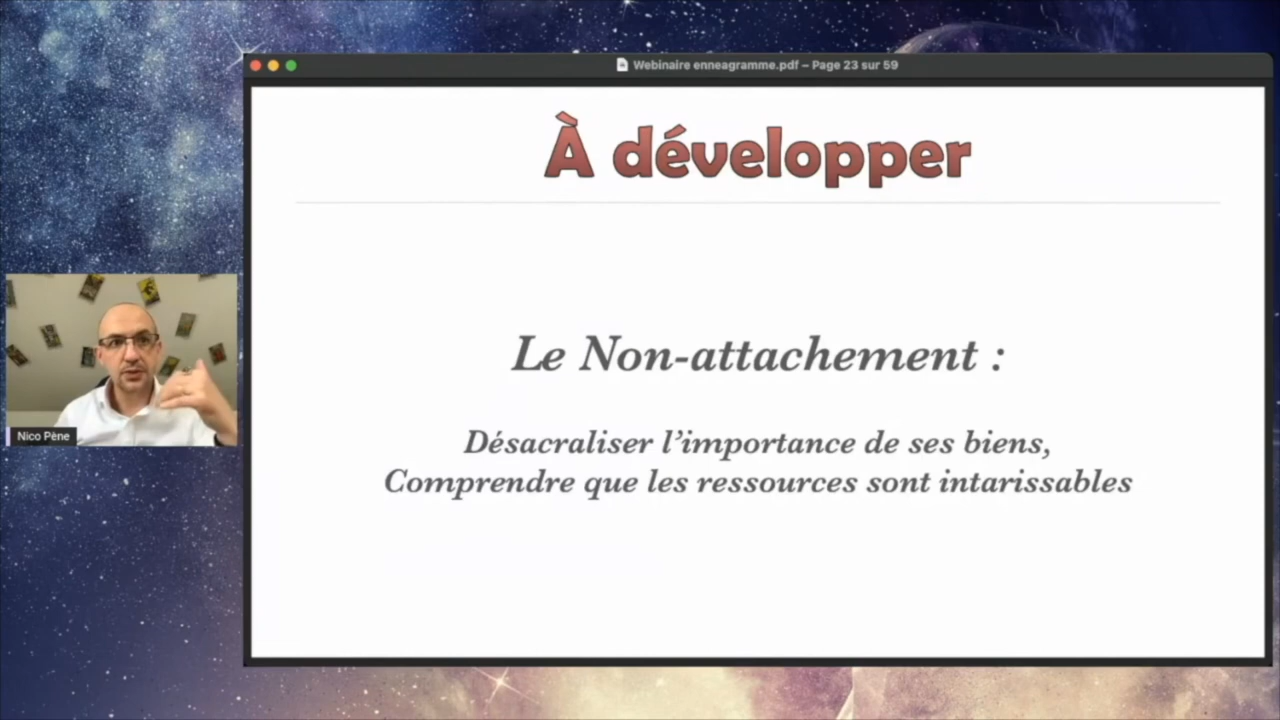 Webinaire enneagramme.pdf – Page 23 sur 59
À développer
Le Non-attachement :
Désacraliser l’importance de ses biens,
Comprendre que les ressources sont intarissables
Nico Pène